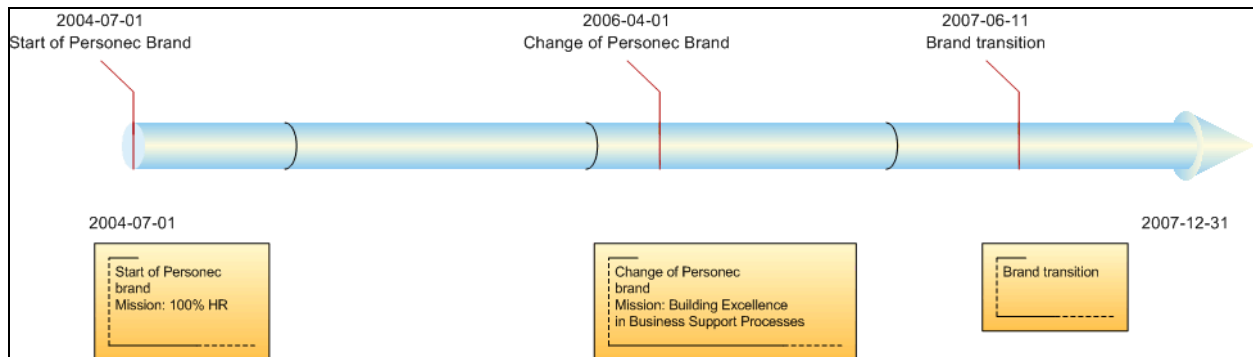 2004-07-01
Start of Personec Brand
2006-04-01
Change of Personec Brand
2007-06-11
Brand transition
2004-07-01
2007-12-31
Start of Personec
brand
Mission: 100% HR
Change of Personec
brand
Mission: Building Excellence
in Business Support Processes
Brand transition